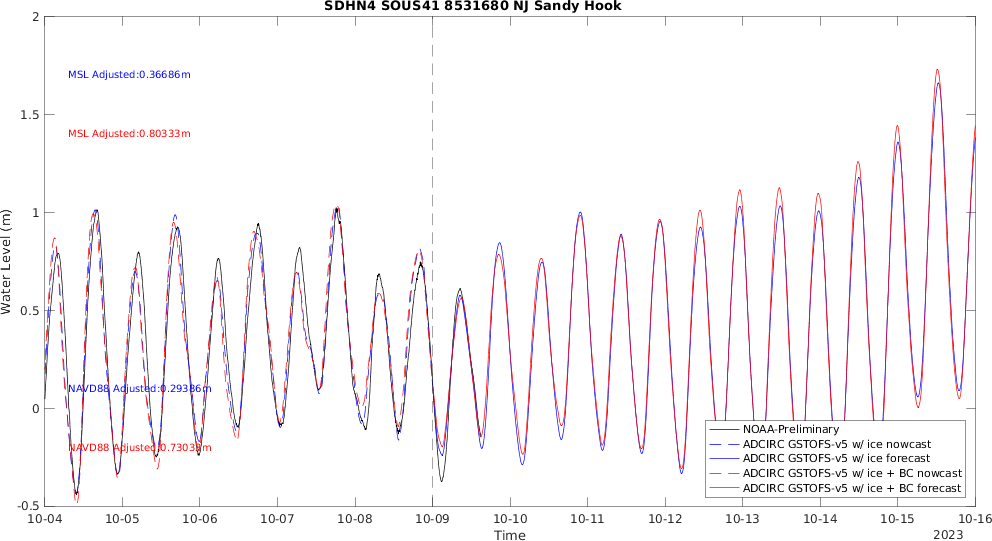 SDHN4 SOUS41 8531680 NJ Sandy Hook
2
MSL Adjusted:0.36686m
1.5
MSL Adjusted:0.80333m
1
Water Level (m)
0.5
NAVD88 Adjusted:0.29386m
0
NOAA-Preliminary
ADCIRC GSTOFS-v5 w/ ice nowcast
ADCIRC GSTOFS-v5 w/ ice forecast
ADCIRC GSTOFS-v5 w/ ice + BC nowcast
ADCIRC GSTOFS-v5 w/ ice + BC forecast
NAVD88 Adjusted:0.73033m
-0.5
10-04 10-05 10-06 10-07 10-08 10-09 10-10 10-11 10-12 10-13 10-14 10-15 10-16
Time
2023